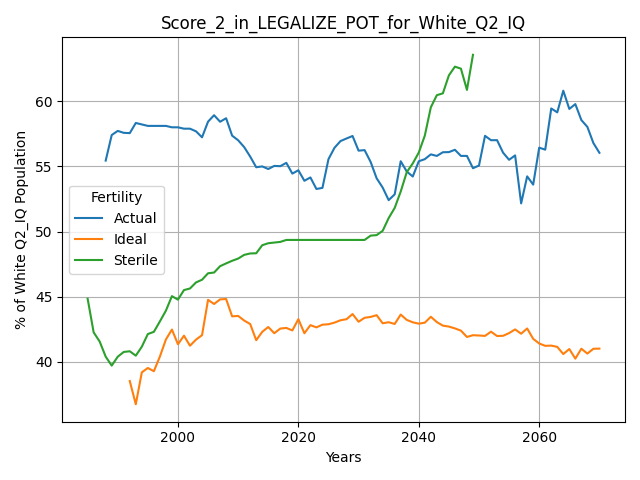 Score_2_in_LEGALIZE_POT_for_White_Q2_IQ
% of White Q2_IQ Population
60
55
50
45
40
Fertility
Actual
Ideal
Sterile
2000 2020 2040 2060
Years